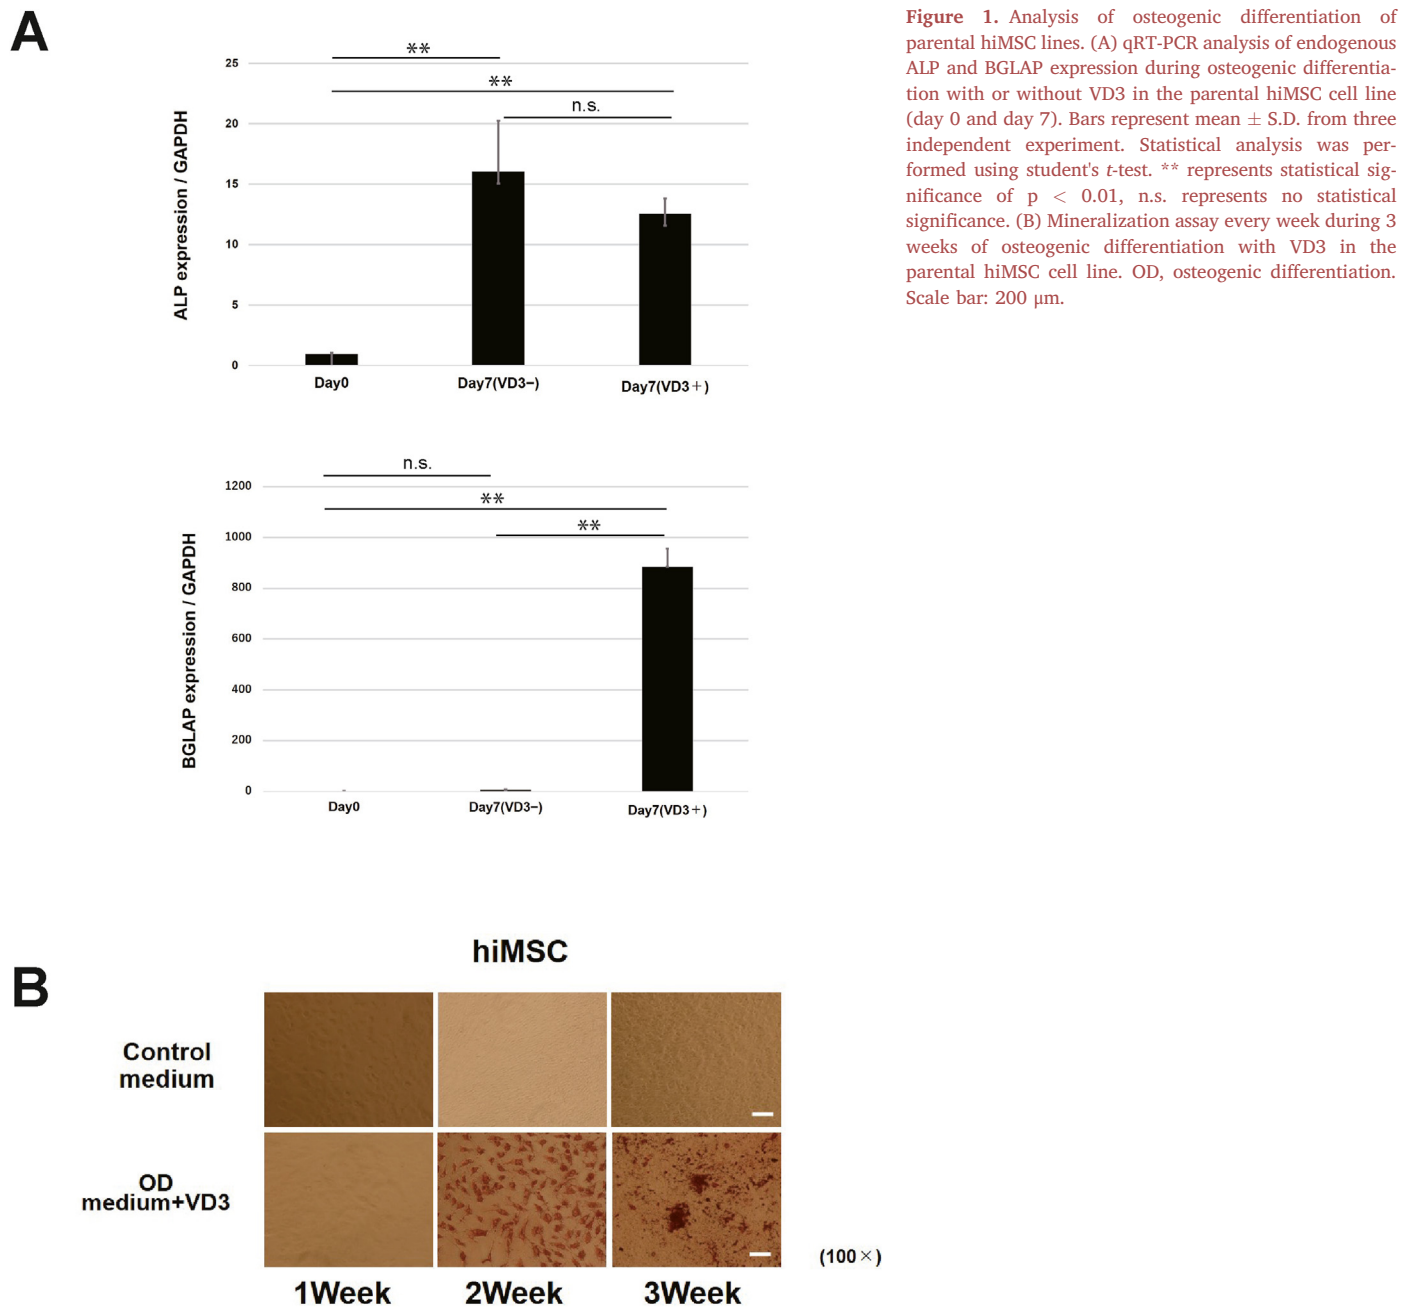 A
**
**
n.s.
25
20
15
10
5
0
ALP expression / GAPDH
Day0
Day7(VD3−)
Day7(VD3+)
n.s.
**
**
1200
1000
800
600
400
200
0
BGLAP expression / GAPDH
Day0
Day7(VD3−)
Day7(VD3+)
Figure 1. Analysis of osteogenic differentiation of
parental hiMSC lines. (A) qRT-PCR analysis of endogenous
ALP and BGLAP expression during osteogenic differentia-
tion with or without VD3 in the parental hiMSC cell line
(day 0 and day 7). Bars represent mean ± S.D. from three
independent experiment. Statistical analysis was per-
formed using student's t-test. ** represents statistical sig-
nificance of p < 0.01, n.s. represents no statistical
significance. (B) Mineralization assay every week during 3
weeks of osteogenic differentiation with VD3 in the
parental hiMSC cell line. OD, osteogenic differentiation.
Scale bar: 200 μm.
B
hiMSC
Control
medium
OD
medium+VD3
1Week
2Week
3Week
(100×)